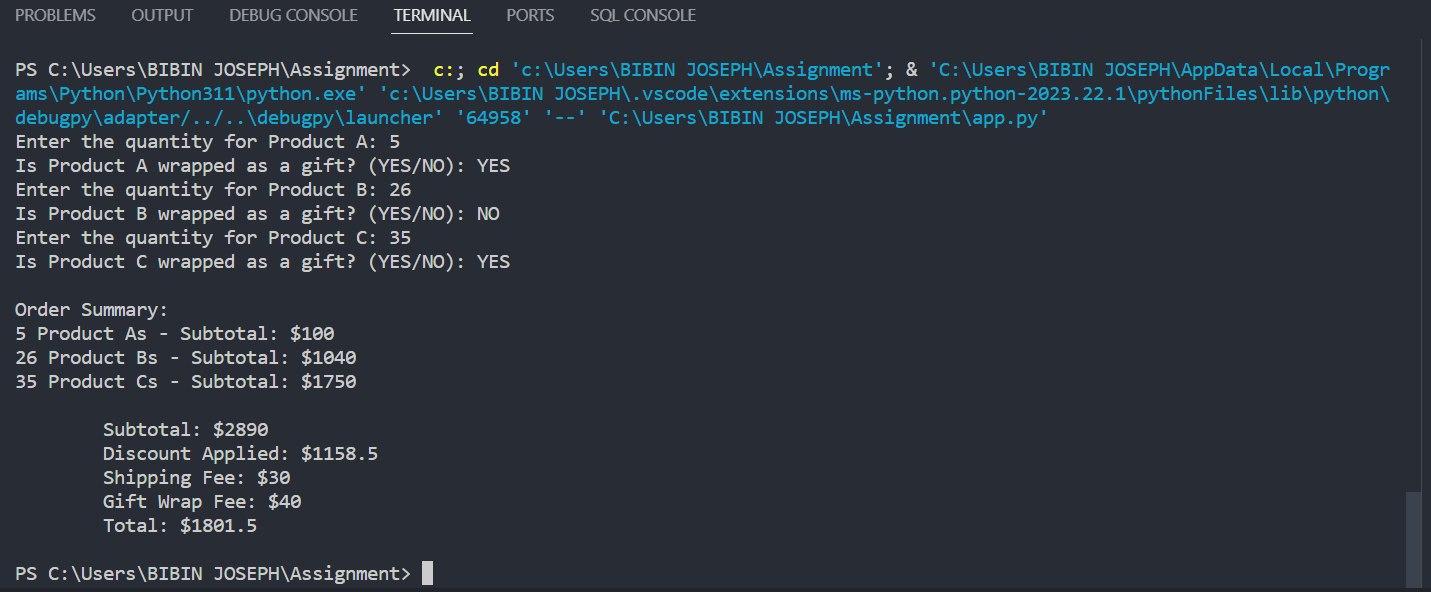 PROBLEMS OUTPUT DEBUG CONSOLE TERMINAL PORTS SQL CONSOLE
PS C:\Users\BIBIN JOSEPH\Assignment>  c:; cd 'c:\Users\BIBIN JOSEPH\Assignment'; & 'C:\Users\BIBIN JOSEPH\AppData\Local\Progr
ams\Python\Python311\python.exe' 'c:\Users\BIBIN JOSEPH\.vscode\extensions\ms-python.python-2023.22.1\pythonFiles\lib\python\
debugpy\adapter/../..\debugpy\launcher' '64958' '--' 'C:\Users\BIBIN JOSEPH\Assignment\app.py'
Enter the quantity for Product A: 5
Is Product A wrapped as a gift? (YES/NO): YES
Enter the quantity for Product B: 26
Is Product B wrapped as a gift? (YES/NO): NO
Enter the quantity for Product C: 35
Is Product C wrapped as a gift? (YES/NO): YES
Order Summary:
5 Product As - Subtotal: $100
26 Product Bs - Subtotal: $1040
35 Product Cs - Subtotal: $1750
Subtotal: $2890
Discount Applied: $1158.5
Shipping Fee: $30
Gift Wrap Fee: $40
Total: $1801.5
PS C:\Users\BIBIN JOSEPH\Assignment>